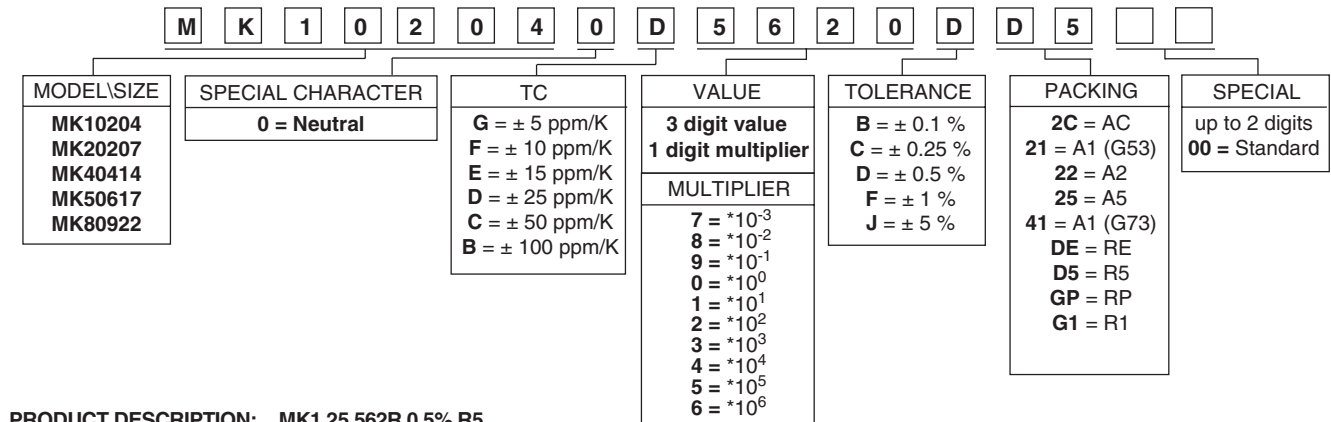 M K 1 0 2 0 4 0 D 5 6 2 0 D D 5
MODEL\SIZE
MK10204
MK20207
MK40414
MK50617
MK80922
SPECIAL CHARACTER
0 = Neutral
TC
G = ± 5 ppm/K
F = ± 10 ppm/K
E = ± 15 ppm/K
D = ± 25 ppm/K
C = ± 50 ppm/K
B = ± 100 ppm/K
VALUE
3 digit value
1 digit multiplier
MULTIPLIER
7 = *10-3
8 = *10-2
9 = *10-1
0 = *100
1 = *101
2 = *102
3 = *103
4 = *104
5 = *105
6 = *106
TOLERANCE
B = ± 0.1 %
C = ± 0.25 %
D = ± 0.5 %
F = ± 1 %
J = ± 5 %
PACKING
2C = AC
21 = A1 (G53)
22 = A2
25 = A5
41 = A1 (G73)
DE = RE
D5 = R5
GP = RP
G1 = R1
SPECIAL
up to 2 digits
00 = Standard
PRODUCT DESCRIPTION: MK1 25 562R 0.5% R5